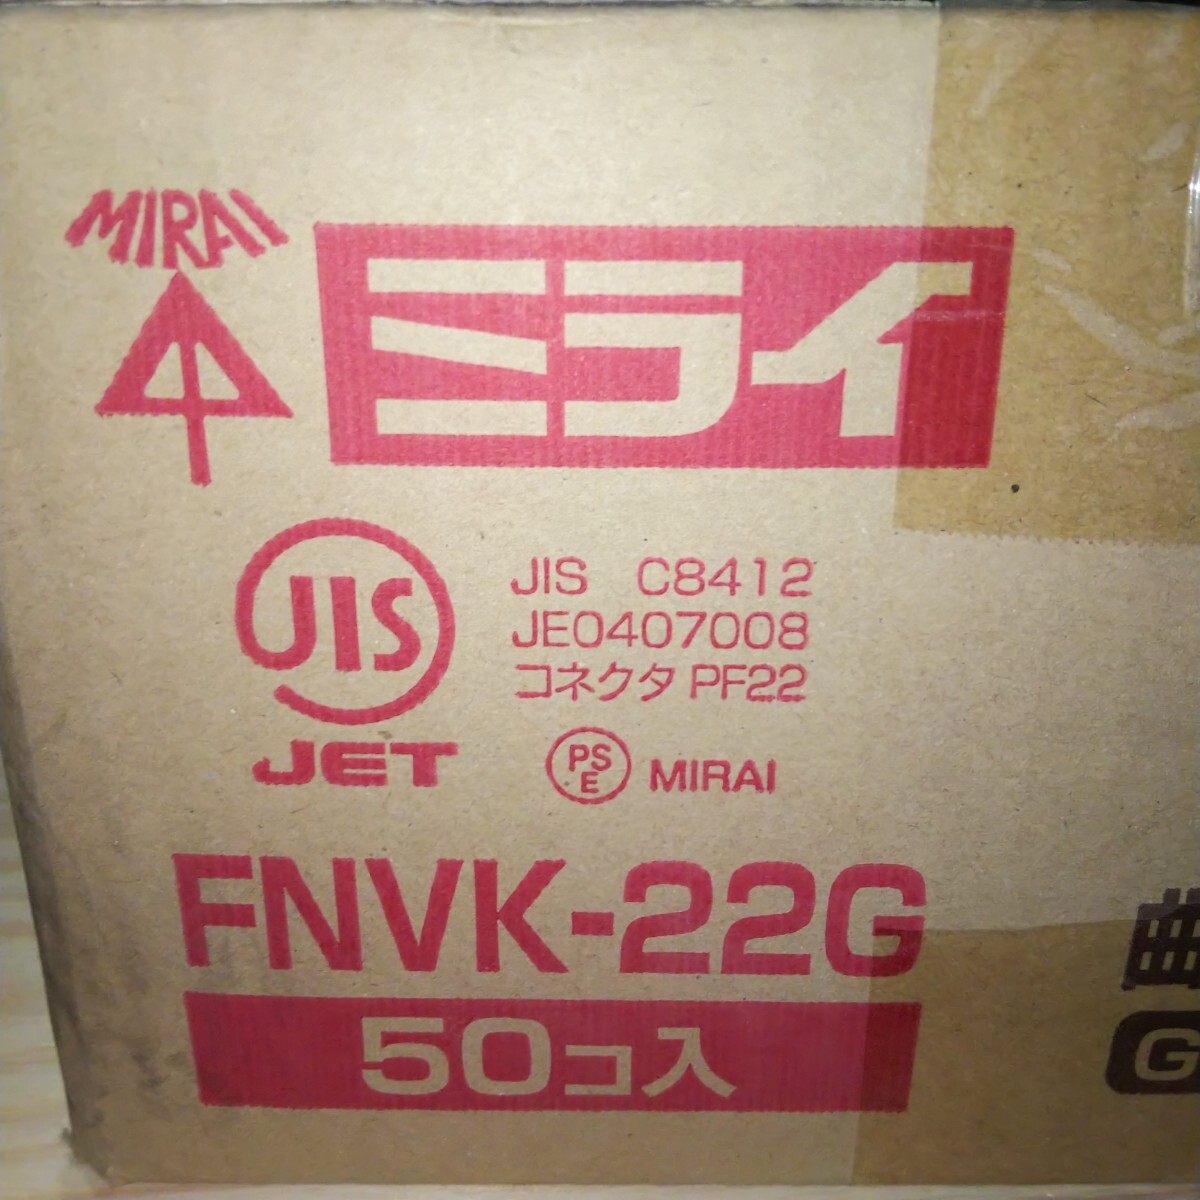 MIRAI
ミライ
JIS
JET
JIS C8412
JE0407008
コネクタ PF22
PSE MIRAI
FNVK-22G
50コ入
G